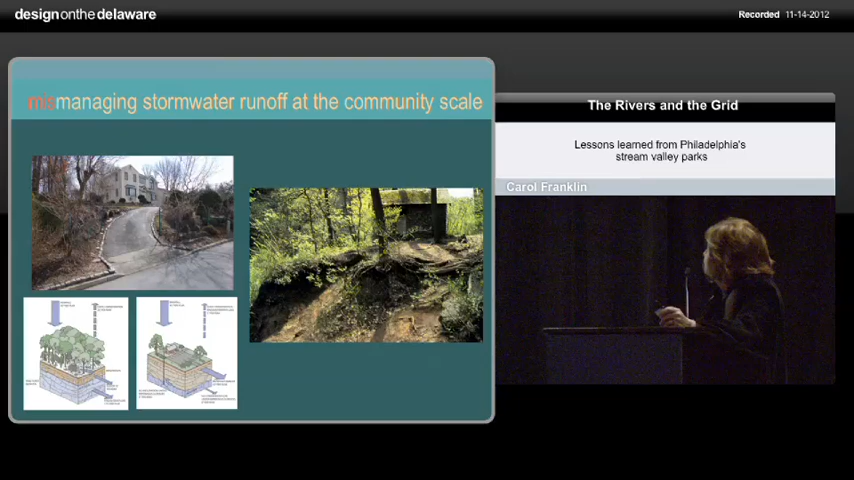 designonthedelaware
Recorded 11-14-2012
mismanaging stormwater runoff at the community scale
The Rivers and the Grid
Lessons learned from Philadelphia's
stream valley parks
Carol Franklin